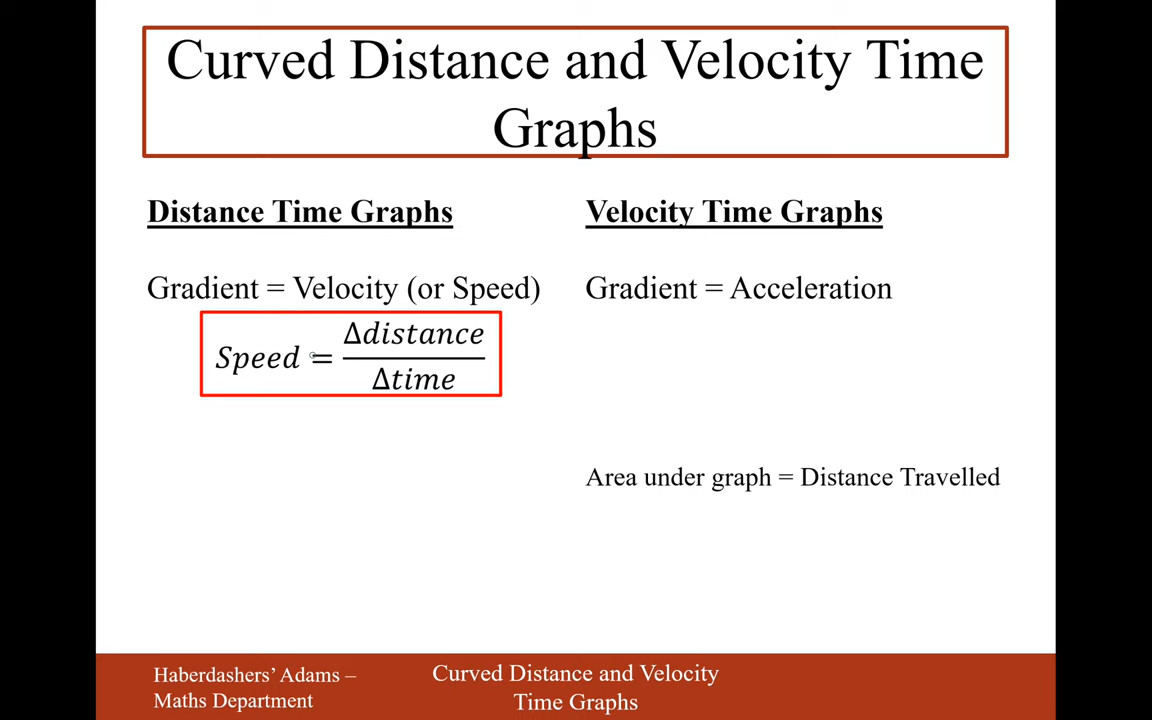 Curved Distance and Velocity Time
Graphs
Distance Time Graphs
Gradient = Velocity (or Speed)
Speed = Δdistance / Δtime
Velocity Time Graphs
Gradient = Acceleration
Area under graph = Distance Travelled
Haberdashers’ Adams –
Maths Department
Curved Distance and Velocity
Time Graphs